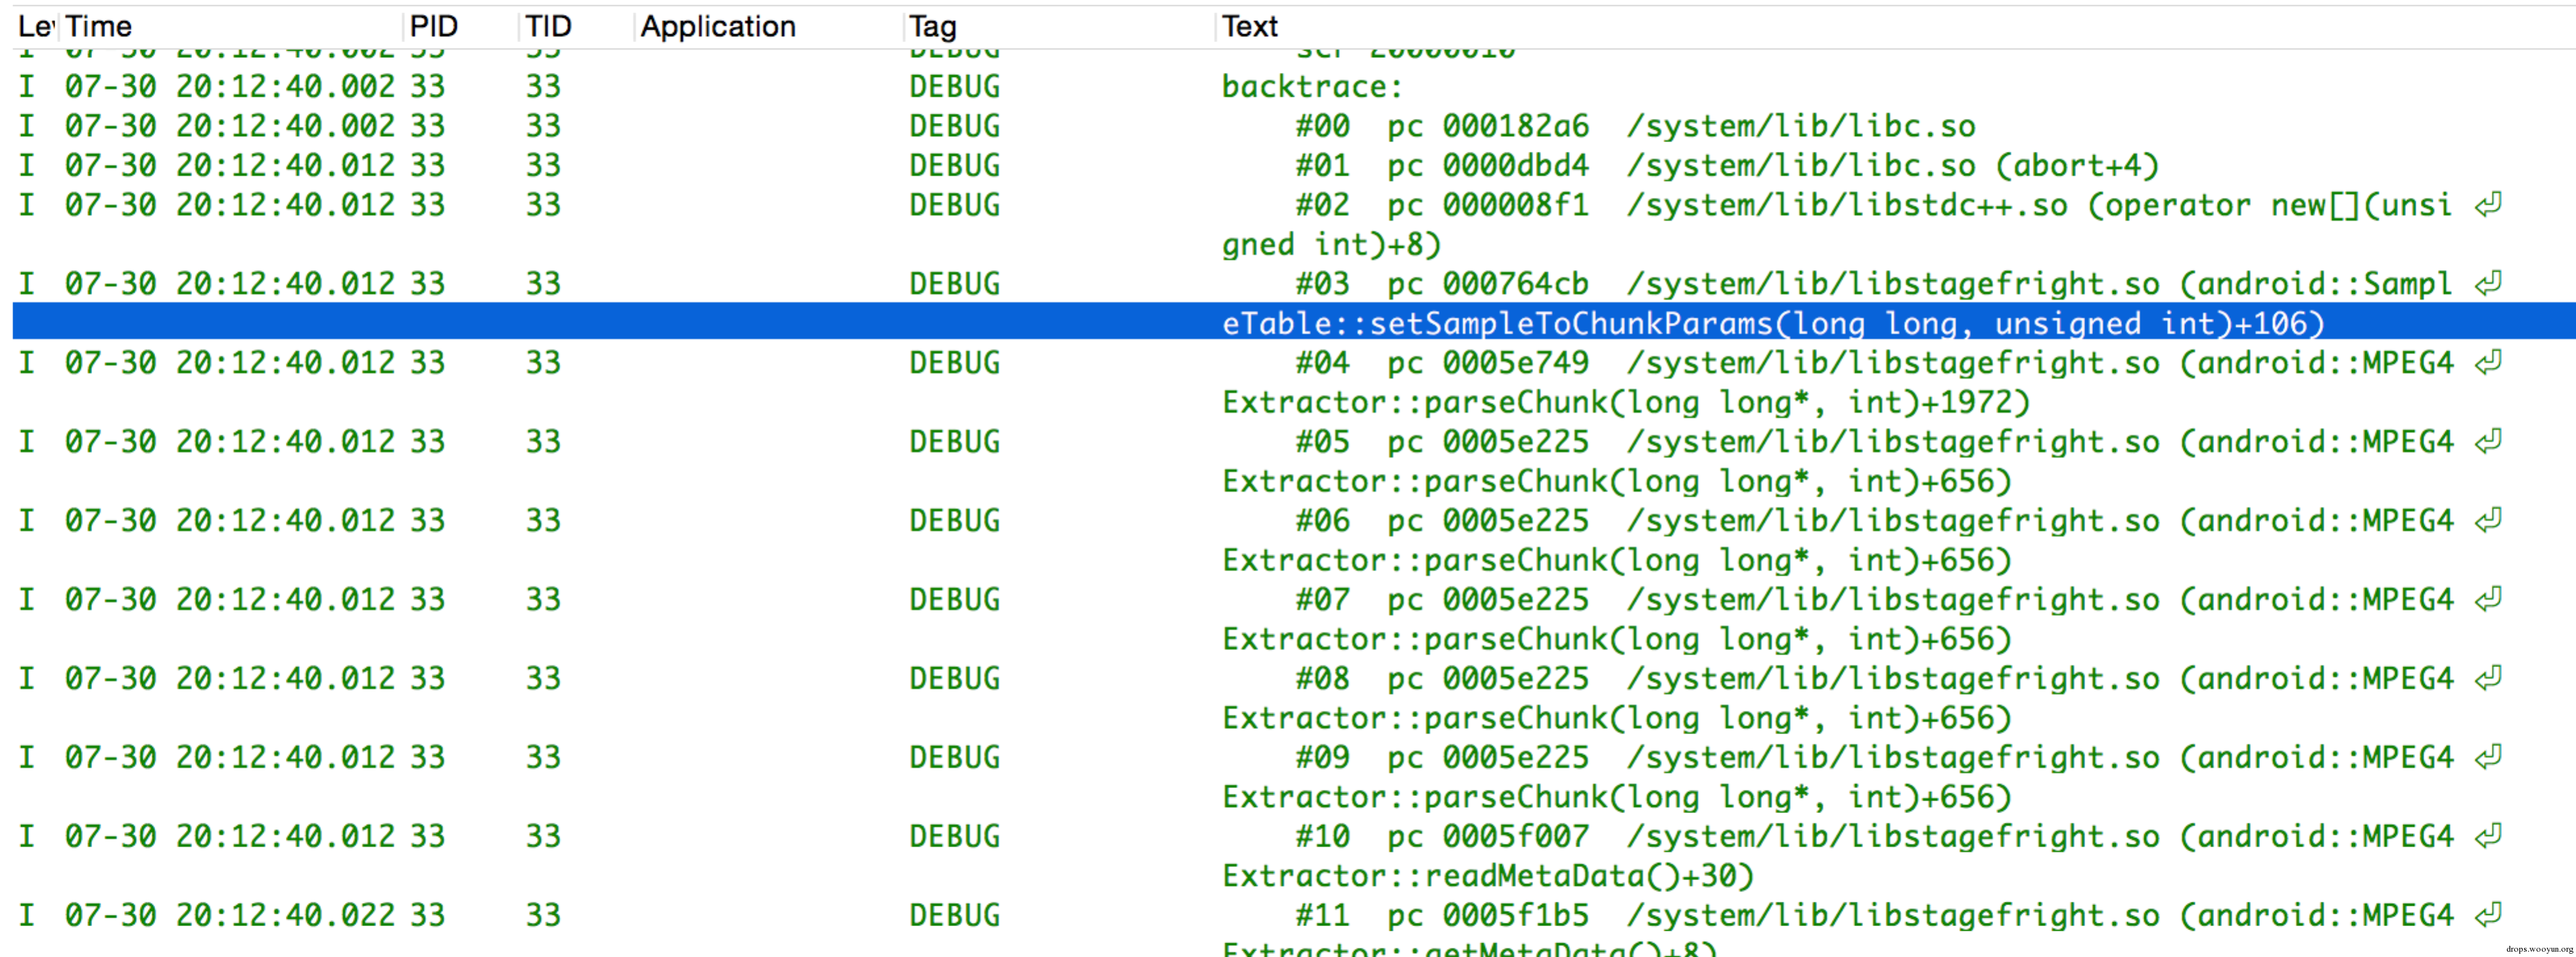 Lev Time PID TID Application Tag Text
I 07-30 20:12:40.002 33 33 DEBUG scr 20000010
I 07-30 20:12:40.002 33 33 DEBUG backtrace:
I 07-30 20:12:40.002 33 33 DEBUG #00 pc 000182a6 /system/lib/libc.so
I 07-30 20:12:40.012 33 33 DEBUG #01 pc 0000dbd4 /system/lib/libc.so (abort+4)
I 07-30 20:12:40.012 33 33 DEBUG #02 pc 000008f1 /system/lib/libstdc++.so (operator new[](unsi
gned int)+8)
I 07-30 20:12:40.012 33 33 DEBUG #03 pc 000764cb /system/lib/libstagefright.so (android::Sampl
eTable::setSampleToChunkParams(long long, unsigned int)+106)
I 07-30 20:12:40.012 33 33 DEBUG #04 pc 0005e749 /system/lib/libstagefright.so (android::MPEG4
Extractor::parseChunk(long long*, int)+1972)
I 07-30 20:12:40.012 33 33 DEBUG #05 pc 0005e225 /system/lib/libstagefright.so (android::MPEG4
Extractor::parseChunk(long long*, int)+656)
I 07-30 20:12:40.012 33 33 DEBUG #06 pc 0005e225 /system/lib/libstagefright.so (android::MPEG4
Extractor::parseChunk(long long*, int)+656)
I 07-30 20:12:40.012 33 33 DEBUG #07 pc 0005e225 /system/lib/libstagefright.so (android::MPEG4
Extractor::parseChunk(long long*, int)+656)
I 07-30 20:12:40.012 33 33 DEBUG #08 pc 0005e225 /system/lib/libstagefright.so (android::MPEG4
Extractor::parseChunk(long long*, int)+656)
I 07-30 20:12:40.012 33 33 DEBUG #09 pc 0005e225 /system/lib/libstagefright.so (android::MPEG4
Extractor::parseChunk(long long*, int)+656)
I 07-30 20:12:40.012 33 33 DEBUG #10 pc 0005f007 /system/lib/libstagefright.so (android::MPEG4
Extractor::readMetaData()+30)
I 07-30 20:12:40.022 33 33 DEBUG #11 pc 0005f1b5 /system/lib/libstagefright.so (android::MPEG4
Extractor::getMetaData()+8)
drops.wooyun.org